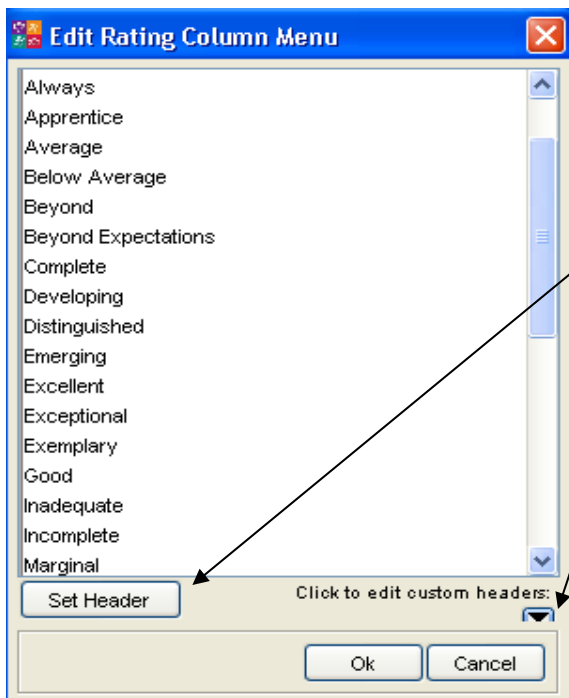 Edit Rating Column Menu
Always
Apprentice
Average
Below Average
Beyond
Beyond Expectations
Complete
Developing
Distinguished
Emerging
Excellent
Exceptional
Exemplary
Good
Inadequate
Incomplete
Marginal
Set Header
Click to edit custom headers:
Ok
Cancel